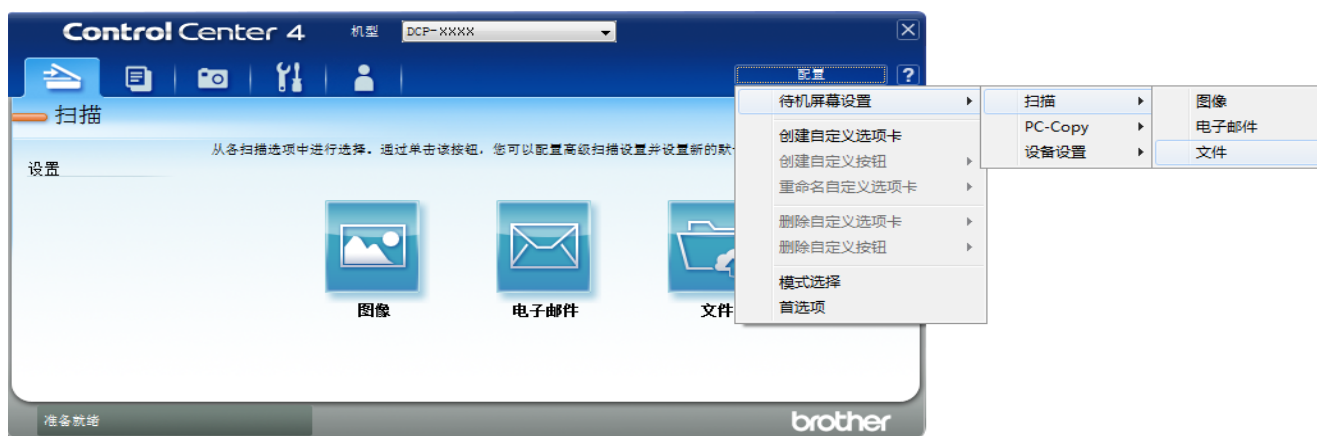 Control Center 4 机型 DCP-XXXX
配置 ?
扫描
从各扫描选项中进行选择。通过单击该按钮，您可以配置高级扫描设置并设置新的默
设置
图像 电子邮件 文件
待机屏幕设置
创建自定义选项卡
创建自定义按钮
重命名自定义选项卡
删除自定义选项卡
删除自定义按钮
模式选择
首选项
扫描
PC-Copy
设备设置
图像
电子邮件
文件
准备就绪 brother